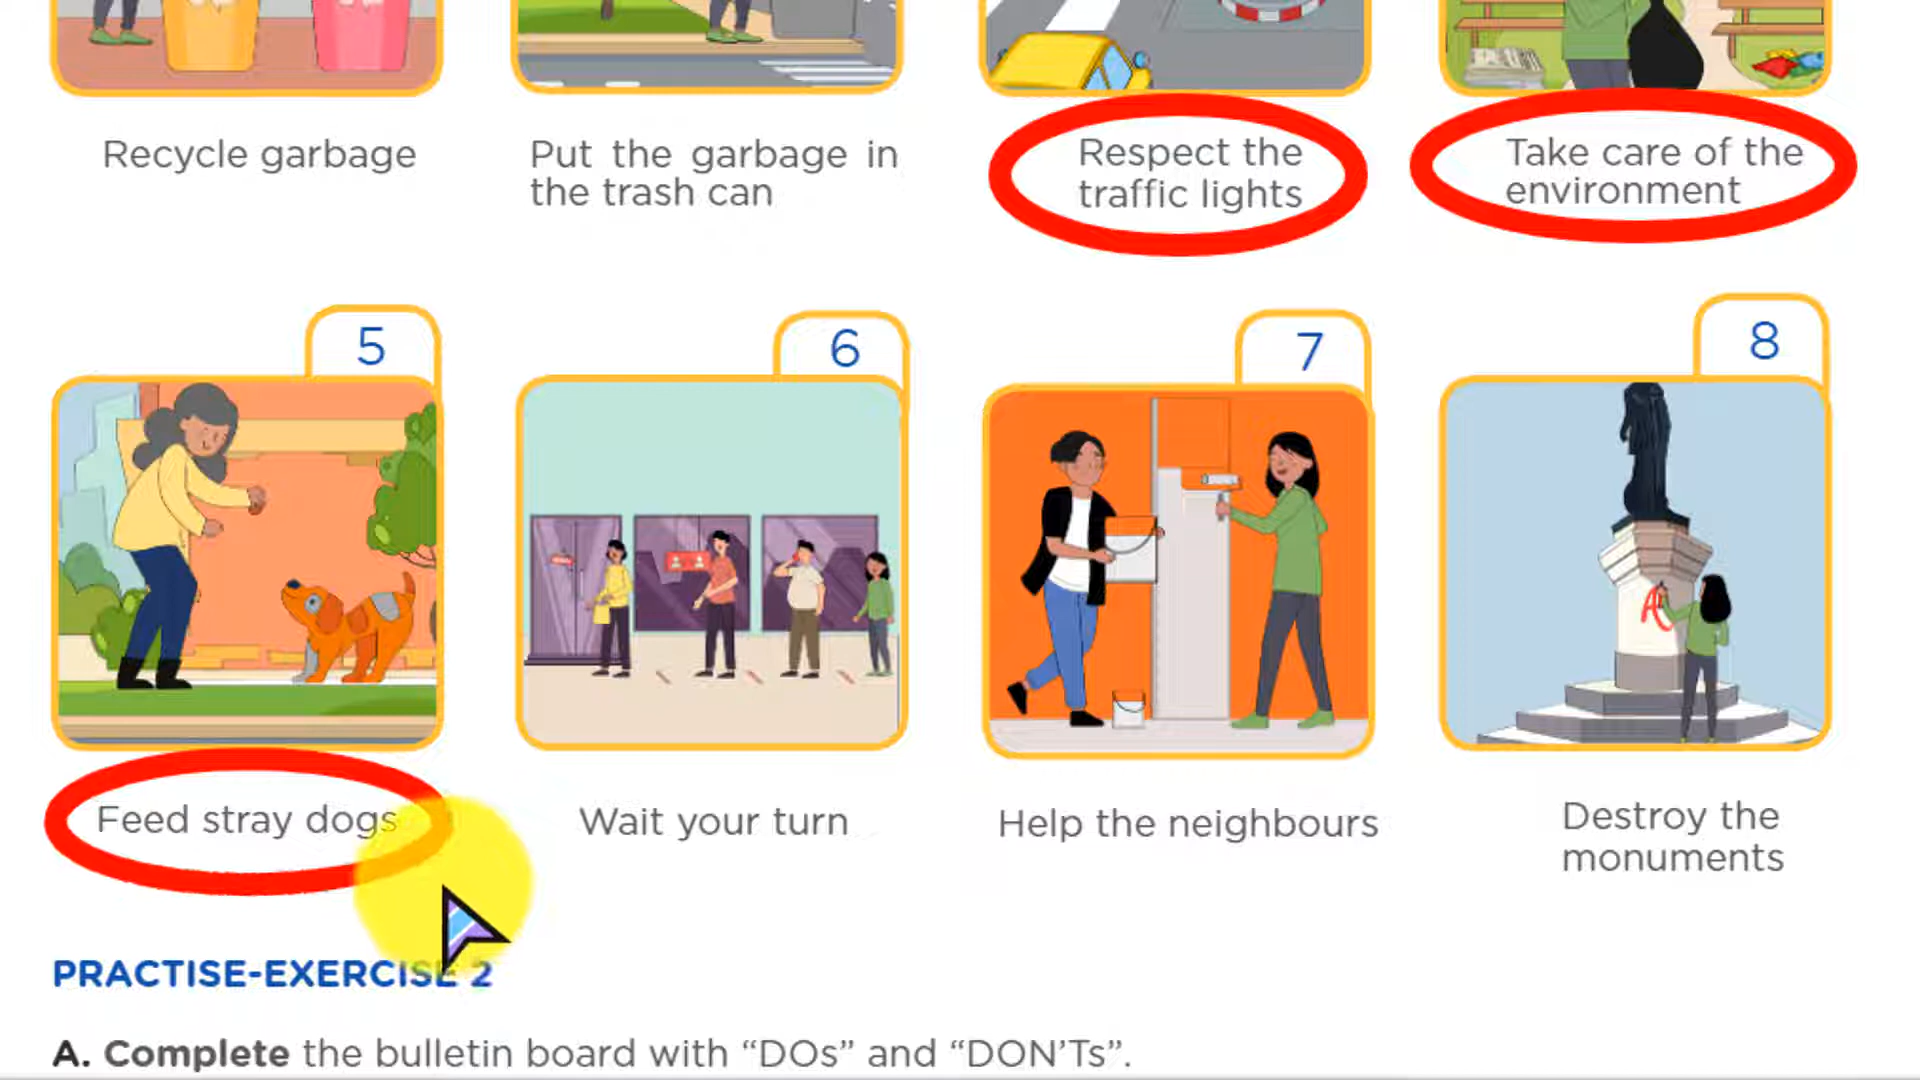 Recycle garbage
Put the garbage in
the trash can
Respect the
traffic lights
Take care of the
environment
5
6
7
8
Feed stray dogs
Wait your turn
Help the neighbours
Destroy the
monuments
PRACTISE-EXERCISE 2
A. Complete the bulletin board with “DOs” and “DON’Ts”.